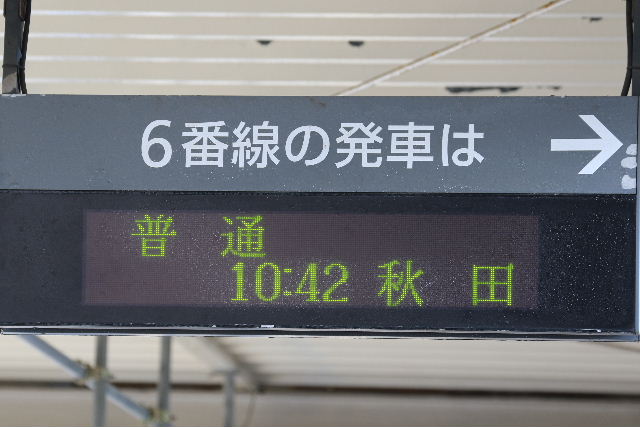 6番線の発車は →
普 通
10:42 秋 田